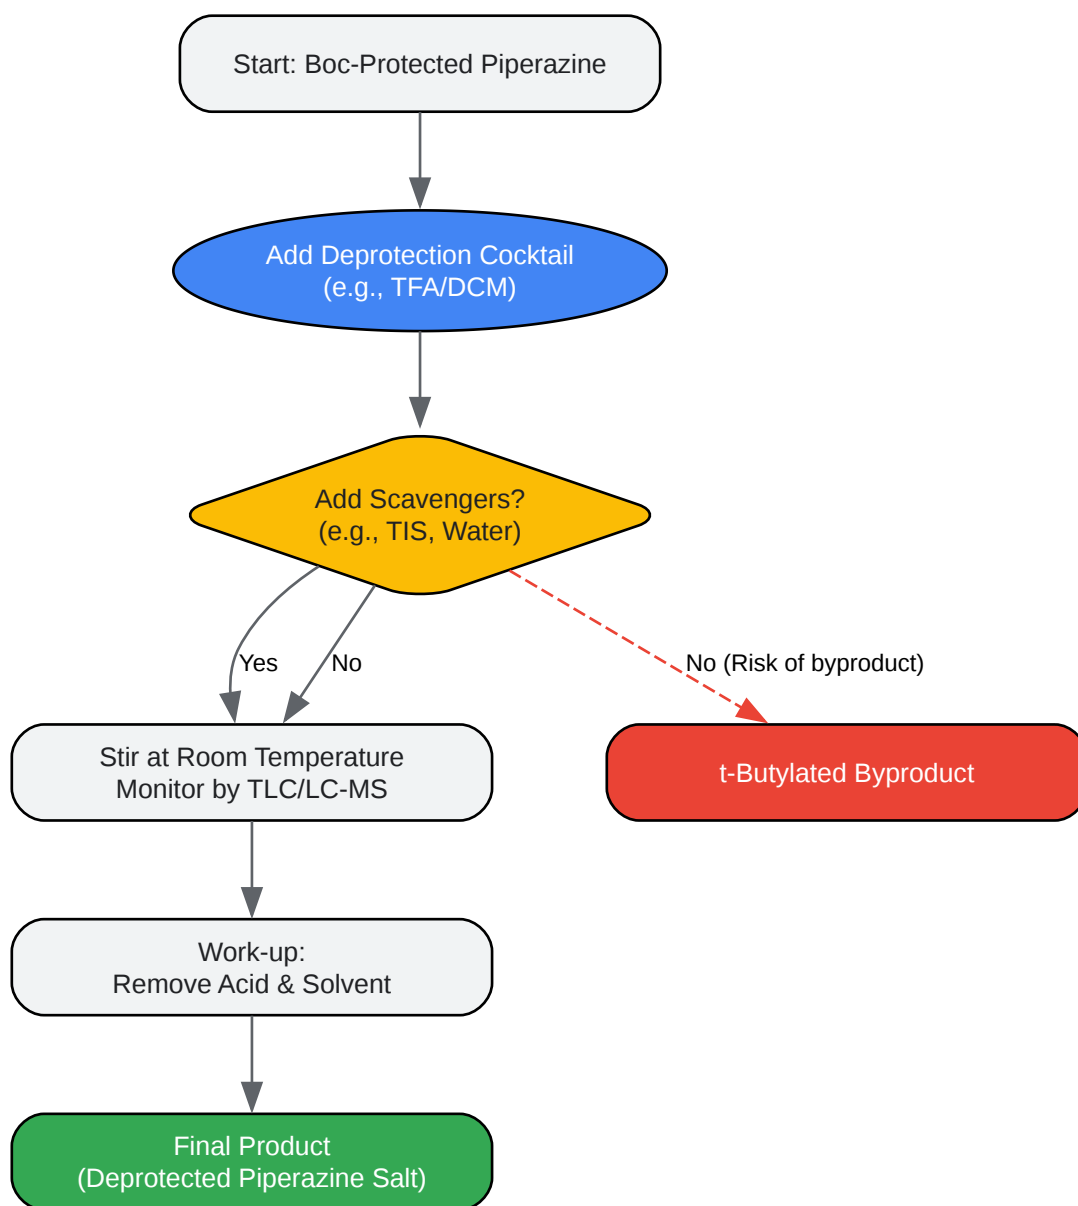 Start: Boc-Protected Piperazine
Add Deprotection Cocktail
(e.g., TFA/DCM)
Add Scavengers?
(e.g., TIS, Water)
Yes
No
No (Risk of byproduct)
Stir at Room Temperature
Monitor by TLC/LC-MS
t-Butylated Byproduct
Work-up:
Remove Acid & Solvent
Final Product
(Deprotected Piperazine Salt)